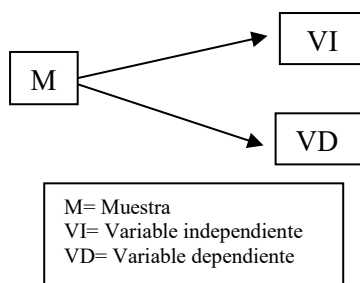 VI
M
VD
M= Muestra
VI= Variable independiente
VD= Variable dependiente